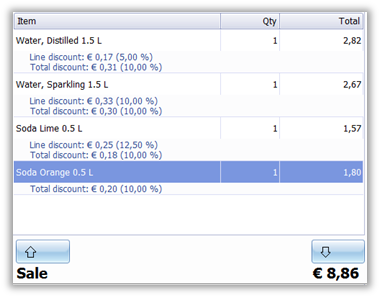 Item Qty Total
Water, Distilled 1.5 L 1 2,82
Line discount: € 0,17 (5,00 %)
Total discount: € 0,31 (10,00 %)
Water, Sparkling 1.5 L 1 2,67
Line discount: € 0,33 (10,00 %)
Total discount: € 0,30 (10,00 %)
Soda Lime 0.5 L 1 1,57
Line discount: € 0,25 (12,50 %)
Total discount: € 0,18 (10,00 %)
Soda Orange 0.5 L 1 1,80
Total discount: € 0,20 (10,00 %)
Sale € 8,86